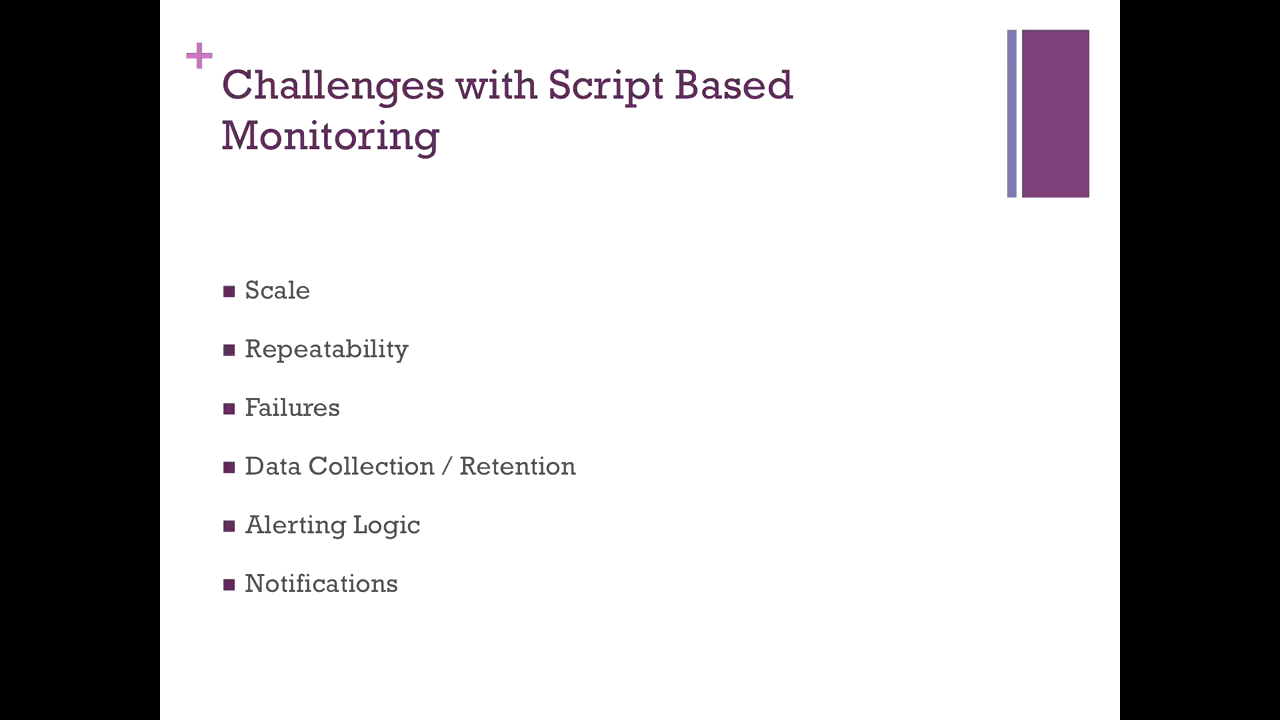 +
Challenges with Script Based
Monitoring
Scale
Repeatability
Failures
Data Collection / Retention
Alerting Logic
Notifications